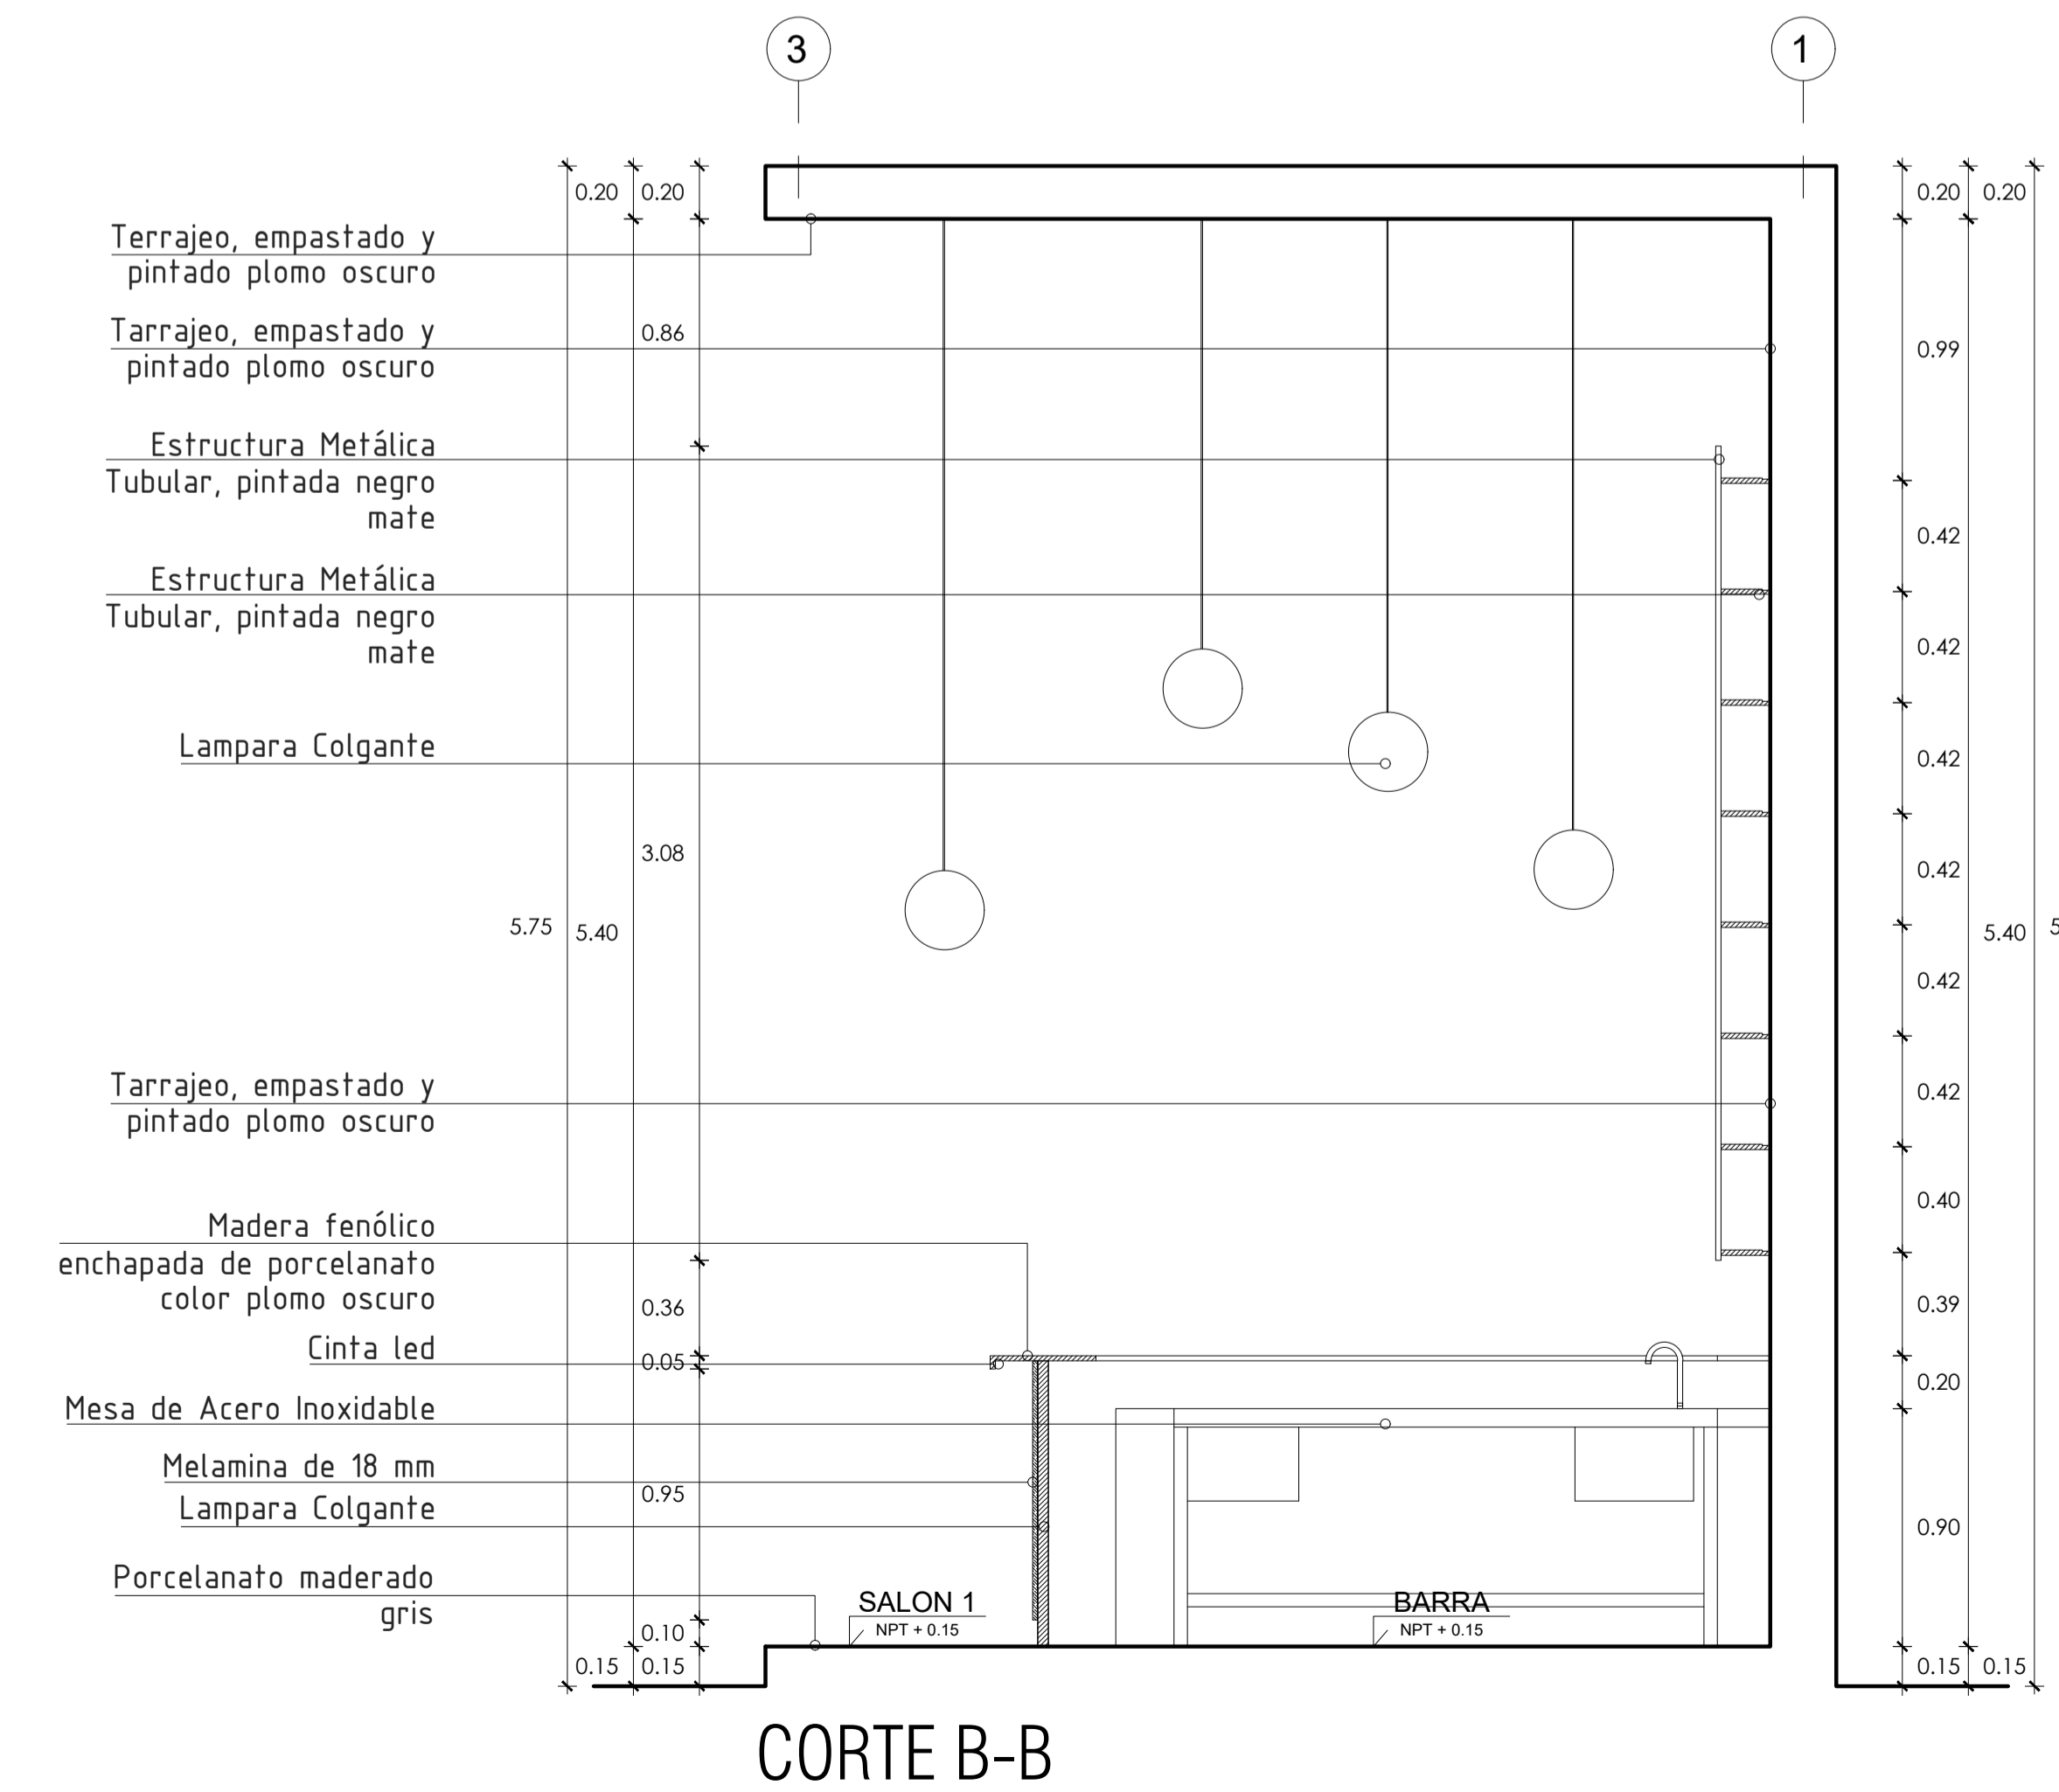 3
1
0.20
0.20
0.20
0.20
Terrajeo, empastado y
pintado plomo oscuro
Tarrajeo, empastado y
pintado plomo oscuro
0.86
0.99
Estructura Metálica
Tubular, pintada negro
mate
0.42
Estructura Metálica
Tubular, pintada negro
mate
0.42
Lampara Colgante
0.42
3.08
0.42
5.75
5.40
5.40
5
0.42
Tarrajeo, empastado y
pintado plomo oscuro
0.42
0.40
Madera fenólico
enchapada de porcelanato
color plomo oscuro
0.36
0.39
Cinta led
0.05
0.20
Mesa de Acero Inoxidable
Melamina de 18 mm
0.95
Lampara Colgante
0.90
Porcelanato maderado
gris
SALON 1
NPT + 0.15
BARRA
NPT + 0.15
0.10
0.15
0.15
0.15
0.15
CORTE B-B